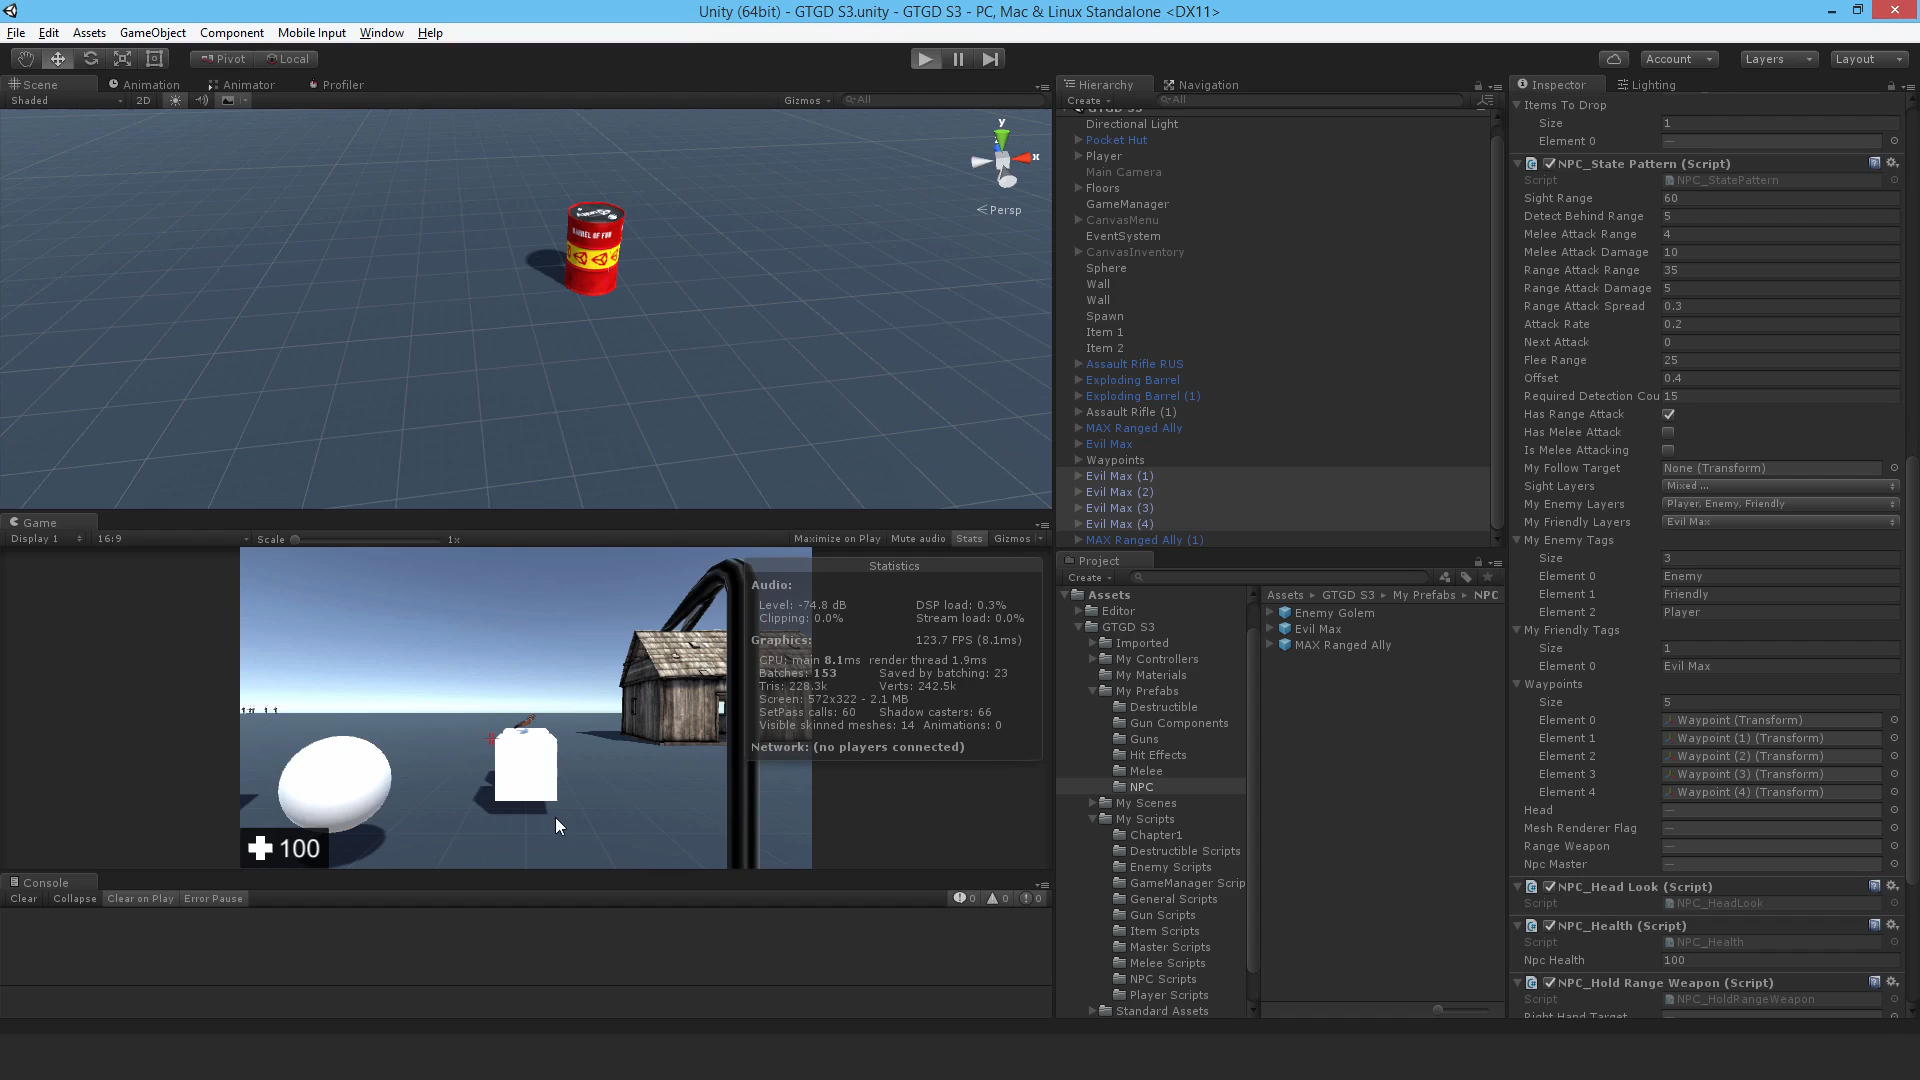 Unity (64bit) - GTGD S3.unity - GTGD S3 - PC, Mac & Linux Standalone <DX11>
File Edit Assets GameObject Component Mobile Input Window Help
Pivot Local Account Layers Layout
Scene Animation Animator Profiler
Shaded 2D Gizmos All
y
x
Persp
BARREL OF FUN
Game
Display 1 16:9 Scale 1x Maximize on Play Mute audio Stats Gizmos
Statistics
Audio:
Level: -74.8 dB DSP load: 0.3%
Clipping: 0.0% Stream load: 0.0%
Graphics: 123.7 FPS (8.1ms)
CPU: main 8.1ms render thread 1.9ms
Batches: 153 Saved by batching: 23
Tris: 228.3k Verts: 242.5k
Screen: 572x322 - 2.1 MB
SetPass calls: 60 Shadow casters: 66
Visible skinned meshes: 14 Animations: 0
Network: (no players connected)
100
Console
Clear Collapse Clear on Play Error Pause 0 0 0
Hierarchy Navigation
Create All
GTGD S3
Directional Light
Pocket Hut
Player
Main Camera
Floors
GameManager
CanvasMenu
EventSystem
CanvasInventory
Sphere
Wall
Wall
Spawn
Item 1
Item 2
Assault Rifle RUS
Exploding Barrel
Exploding Barrel (1)
Assault Rifle (1)
MAX Ranged Ally
Evil Max
Waypoints
Evil Max (1)
Evil Max (2)
Evil Max (3)
Evil Max (4)
MAX Ranged Ally (1)
Project
Create
Assets
Editor
GTGD S3
Imported
My Controllers
My Materials
My Prefabs
Destructible
Gun Components
Guns
Hit Effects
Melee
NPC
My Scenes
My Scripts
Chapter1
Destructible Scripts
Enemy Scripts
GameManager Scrip
General Scripts
Gun Scripts
Item Scripts
Master Scripts
Melee Scripts
NPC Scripts
Player Scripts
Standard Assets
Assets GTGD S3 My Prefabs NPC
Enemy Golem
Evil Max
MAX Ranged Ally
Inspector Lighting
Items To Drop
Size 1
Element 0 —
NPC_State Pattern (Script)
Script NPC_StatePattern
Sight Range 60
Detect Behind Range 5
Melee Attack Range 4
Melee Attack Damage 10
Range Attack Range 35
Range Attack Damage 5
Range Attack Spread 0.3
Attack Rate 0.2
Next Attack 0
Flee Range 25
Offset 0.4
Required Detection Cou 15
Has Range Attack
Has Melee Attack
Is Melee Attacking
My Follow Target None (Transform)
Sight Layers Mixed ...
My Enemy Layers Player, Enemy, Friendly
My Friendly Layers Evil Max
My Enemy Tags
Size 3
Element 0 Enemy
Element 1 Friendly
Element 2 Player
My Friendly Tags
Size 1
Element 0 Evil Max
Waypoints
Size 5
Element 0 Waypoint (Transform)
Element 1 Waypoint (1) (Transform)
Element 2 Waypoint (2) (Transform)
Element 3 Waypoint (3) (Transform)
Element 4 Waypoint (4) (Transform)
Head —
Mesh Renderer Flag —
Range Weapon —
Npc Master —
NPC_Head Look (Script)
Script NPC_HeadLook
NPC_Health (Script)
Script NPC_Health
Npc Health 100
NPC_Hold Range Weapon (Script)
Script NPC_HoldRangeWeapon
Right Hand Target —